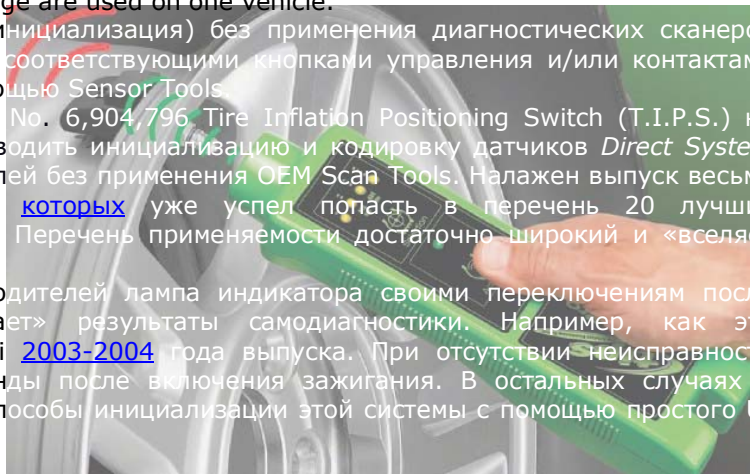 ge are used on one vehicle.
инициализация) без применения диагностических сканеро
соответствующими кнопками управления и/или контактам
ощью Sensor Tools.
No. 6,904,796 Tire Inflation Positioning Switch (T.I.P.S.)
водить инициализацию и кодировку датчиков Direct Syste
лей без применения OEM Scan Tools. Налажен выпуск весьм
которых уже успел попасть в перечень 20 лучши
Перечень применяемости достаточно широкий и «вселяе
одителей лампа индикатора своими переключениям посл
ает» результаты самодиагностики. Например, как эт
i 2003-2004 года выпуска. При отсутствии неисправност
нды после включения зажигания. В остальных случаях
пособы инициализации этой системы с помощью простого U